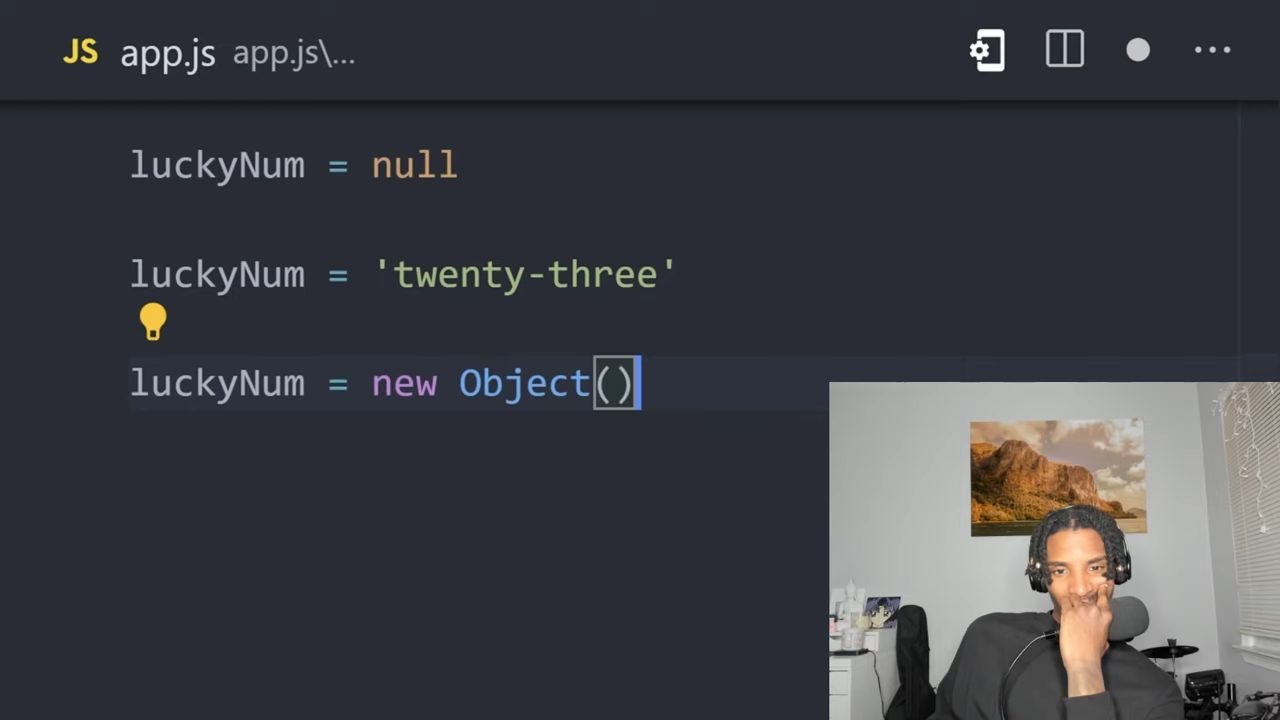 JS app.js app.js\...
luckyNum = null
luckyNum = 'twenty-three'
luckyNum = new Object()